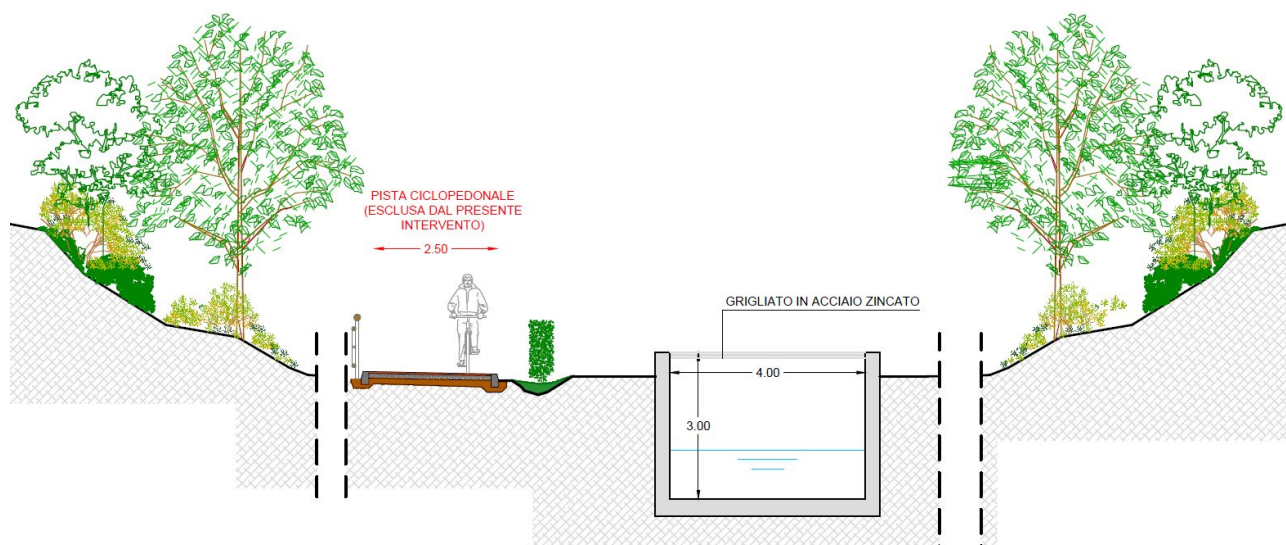 PISTA CICLOPEDONALE
(ESCLUSA DAL PRESENTE
INTERVENTO)
2.50
GRIGLIATO IN ACCIAIO ZINCATO
4.00
3.00